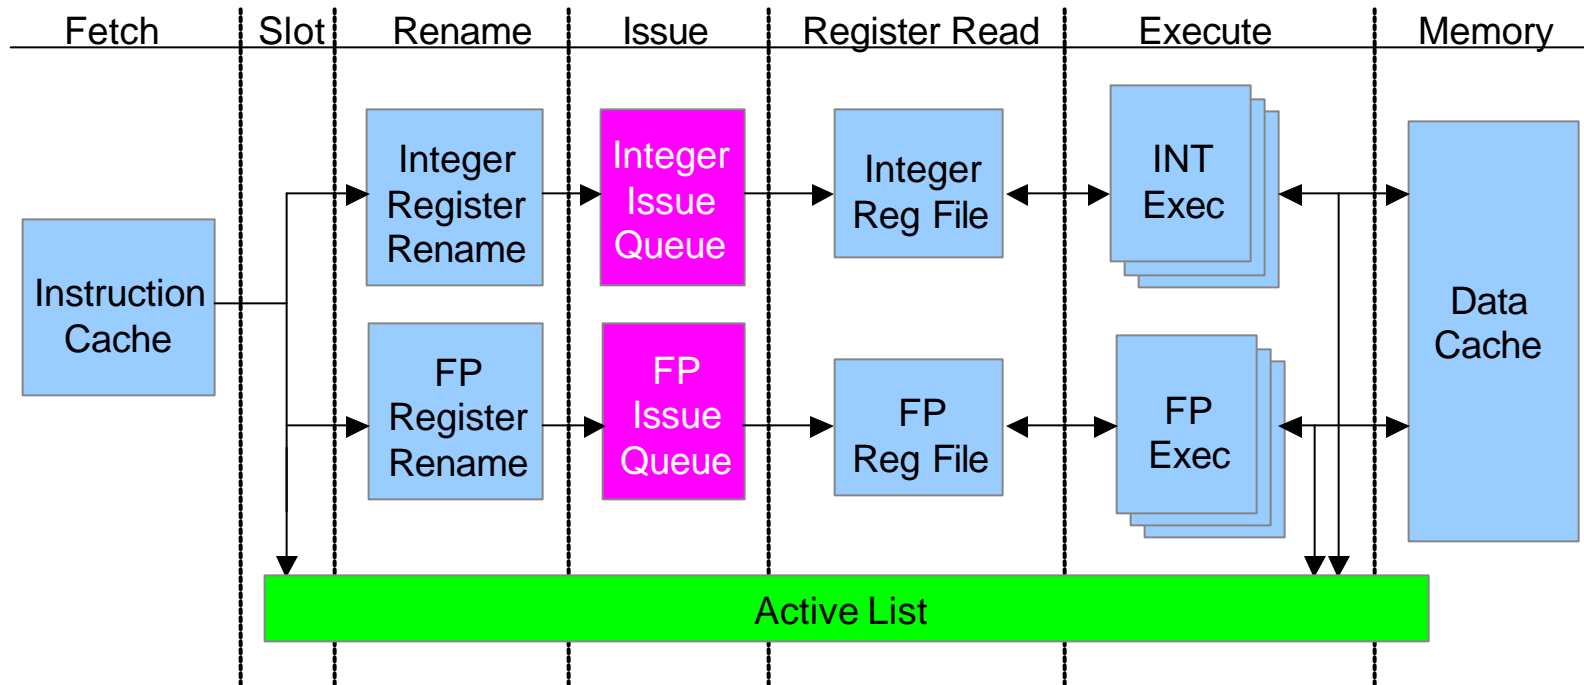 Fetch Slot Rename Issue Register Read Execute Memory
Integer
Register
Rename
Integer
Issue
Queue
Integer
Reg File
INT
Exec
Instruction
Cache
Data
Cache
FP
Register
Rename
FP
Issue
Queue
FP
Reg File
FP
Exec
Active List